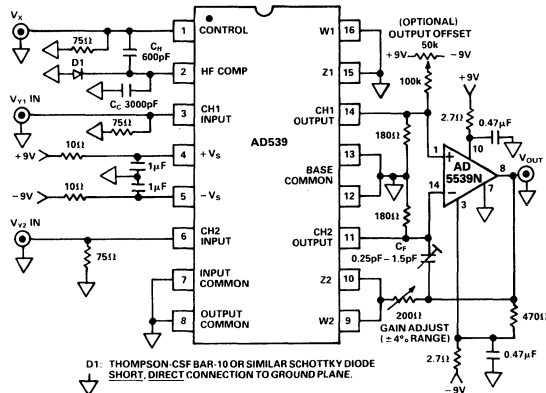 Vx
75Ω
CH
600pF
D1
CC 3000pF
VY1 IN
75Ω
+9V
10Ω
1μF
1μF
-9V
10Ω
VY2 IN
75Ω
1 CONTROL
2 HF COMP
3 CH1 INPUT
4 +VS
5 -VS
6 CH2 INPUT
7 INPUT COMMON
8 OUTPUT COMMON
AD539
W1 16
Z1 15
CH1 OUTPUT 14
13
BASE COMMON
12
CH2 OUTPUT 11
Z2 10
W2 9
(OPTIONAL)
OUTPUT OFFSET
50k
+9V -9V
100k
180Ω
180Ω
+9V
2.7Ω
0.47μF
10
1
+
AD
5539N
8
VOUT
14
-
7
3
CF
0.25pF – 1.5pF
200Ω
GAIN ADJUST
(±4% RANGE)
470Ω
2.7Ω
0.47μF
-9V
D1: THOMPSON-CSF BAR-10 OR SIMILAR SCHOTTKY DIODE
SHORT, DIRECT CONNECTION TO GROUND PLANE.